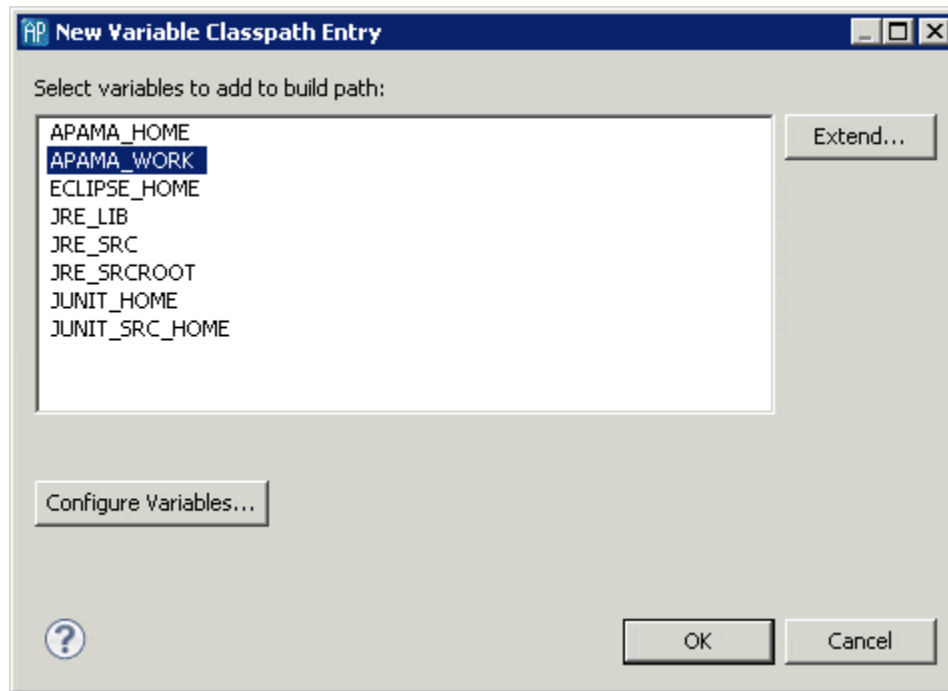 AP New Variable Classpath Entry
Select variables to add to build path:
APAMA_HOME
APAMA_WORK
ECLIPSE_HOME
JRE_LIB
JRE_SRC
JRE_SRCROOT
JUNIT_HOME
JUNIT_SRC_HOME
Extend...
Configure Variables...
?
OK
Cancel